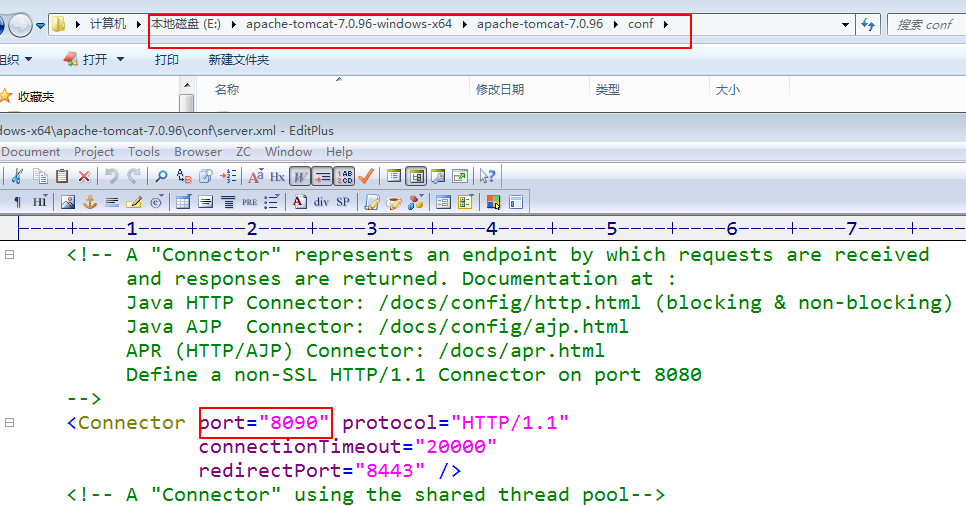 计算机 本地磁盘 (E:) apache-tomcat-7.0.96-windows-x64 apache-tomcat-7.0.96 conf 搜索 conf
组织 打开 打印 新建文件夹
收藏夹 名称 修改日期 类型 大小
dows-x64\apache-tomcat-7.0.96\conf\server.xml - EditPlus
Document Project Tools Browser ZC Window Help
A B Hx W 1AB 2CD
¶ HI © PRE A div SP
----+----1----+----2----+----3----+----4----+----5----+----6----+----7----+----
<!-- A "Connector" represents an endpoint by which requests are received
and responses are returned. Documentation at :
Java HTTP Connector: /docs/config/http.html (blocking & non-blocking)
Java AJP  Connector: /docs/config/ajp.html
APR (HTTP/AJP) Connector: /docs/apr.html
Define a non-SSL HTTP/1.1 Connector on port 8080
-->
<Connector port="8090" protocol="HTTP/1.1"
connectionTimeout="20000"
redirectPort="8443" />
<!-- A "Connector" using the shared thread pool-->